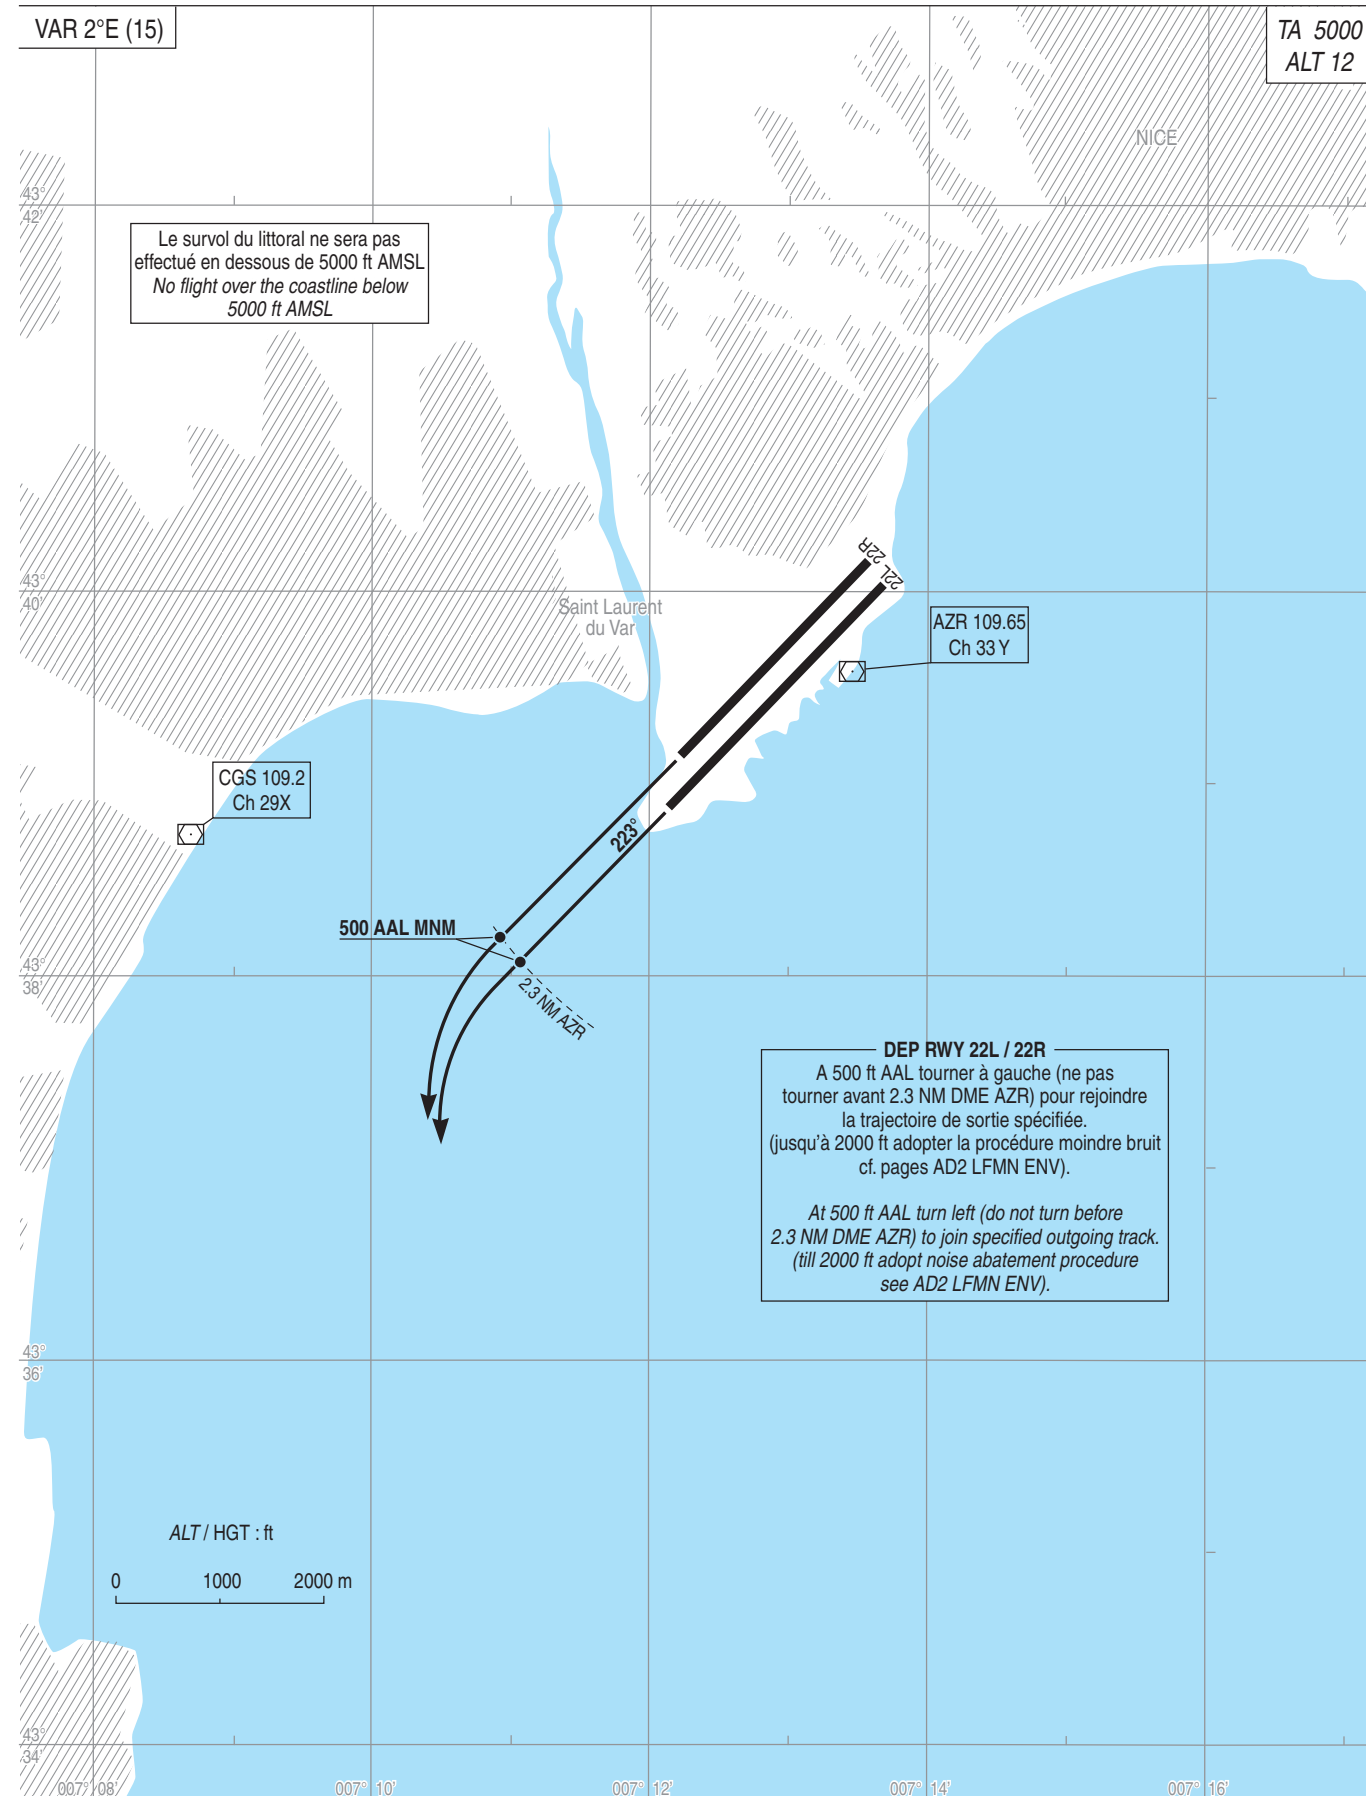 VAR 2°E (15)
TA 5000
ALT 12
NICE
43°
42'
Le survol du littoral ne sera pas
effectué en dessous de 5000 ft AMSL
No flight over the coastline below
5000 ft AMSL
22R
22L
43°
40'
Saint Laurent
du Var
AZR 109.65
Ch 33 Y
CGS 109.2
Ch 29X
223°
500 AAL MNM
43°
38'
2.3 NM AZR
DEP RWY 22L / 22R
A 500 ft AAL tourner à gauche (ne pas
tourner avant 2.3 NM DME AZR) pour rejoindre
la trajectoire de sortie spécifiée.
(jusqu'à 2000 ft adopter la procédure moindre bruit
cf. pages AD2 LFMN ENV).
At 500 ft AAL turn left (do not turn before
2.3 NM DME AZR) to join specified outgoing track.
(till 2000 ft adopt noise abatement procedure
see AD2 LFMN ENV).
43°
36'
ALT / HGT : ft
0 1000 2000 m
43°
34'
007° 08' 007° 10' 007° 12' 007° 14' 007° 16'